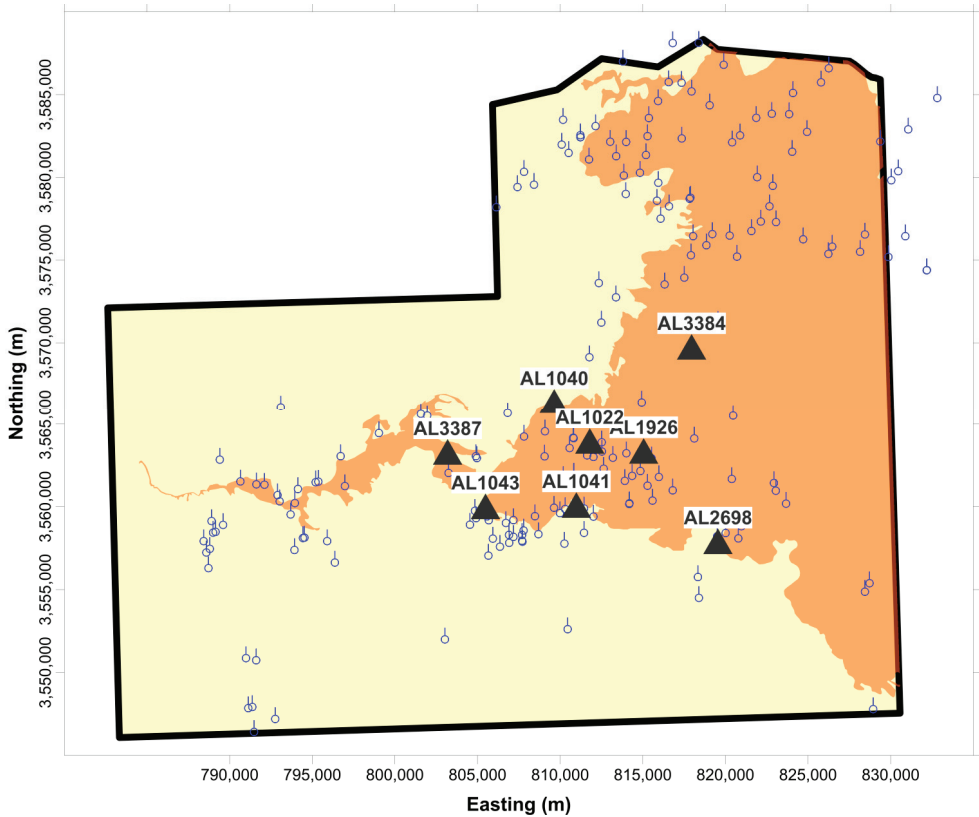 3,585,000
3,580,000
3,575,000
3,570,000
3,565,000
3,560,000
3,555,000
3,550,000
Northing (m)
AL3384
AL1040
AL1022
AL1926
AL3387
AL1043
AL1041
AL2698
790,000
795,000
800,000
805,000
810,000
815,000
820,000
825,000
830,000
Easting (m)